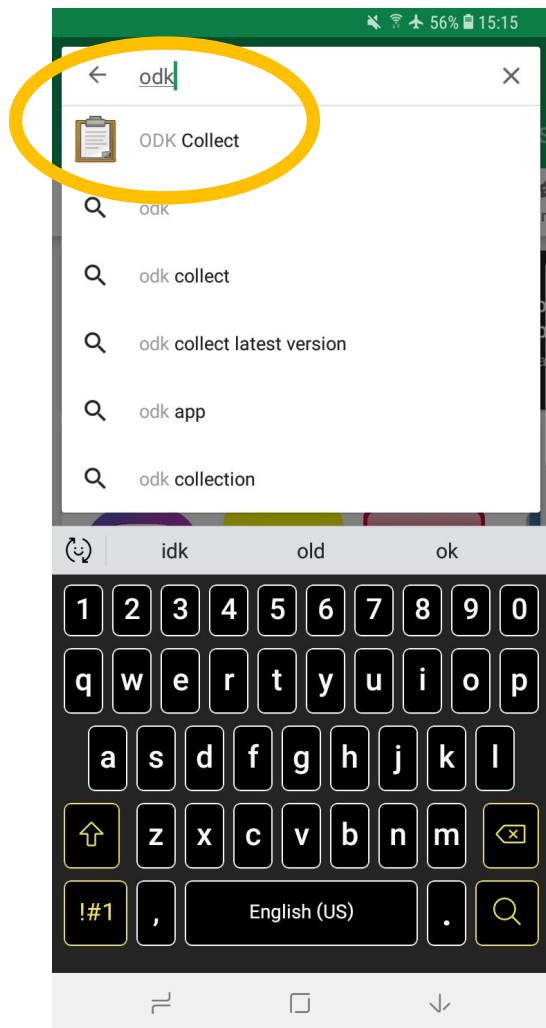 56% 15:15
odk
ODK Collect
odk
odk collect
odk collect latest version
odk app
odk collection
idk old ok
1 2 3 4 5 6 7 8 9 0
q w e r t y u i o p
a s d f g h j k l
z x c v b n m
!#1 , English (US) .